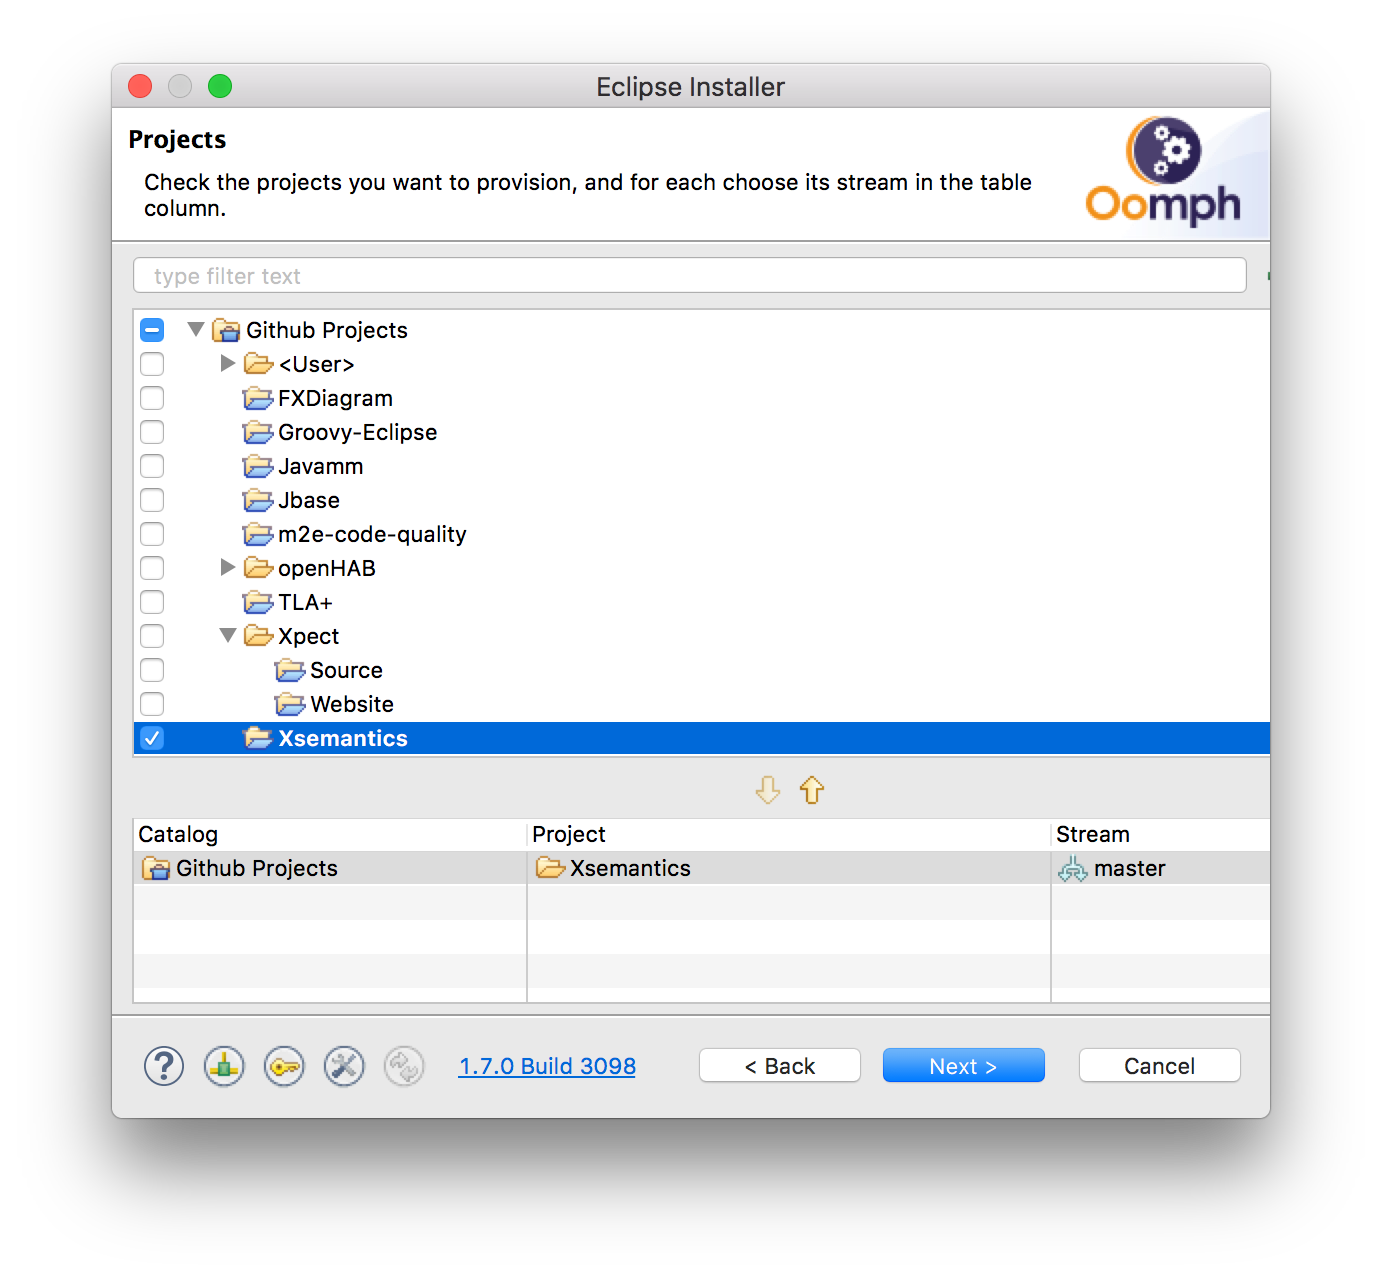 Eclipse Installer
Projects
Check the projects you want to provision, and for each choose its stream in the table
column.
Oomph
type filter text
Github Projects
<User>
FXDiagram
Groovy-Eclipse
Javamm
Jbase
m2e-code-quality
openHAB
TLA+
Xpect
Source
Website
Xsemantics
Catalog Project Stream
Github Projects Xsemantics master
? 1.7.0 Build 3098 < Back Next > Cancel